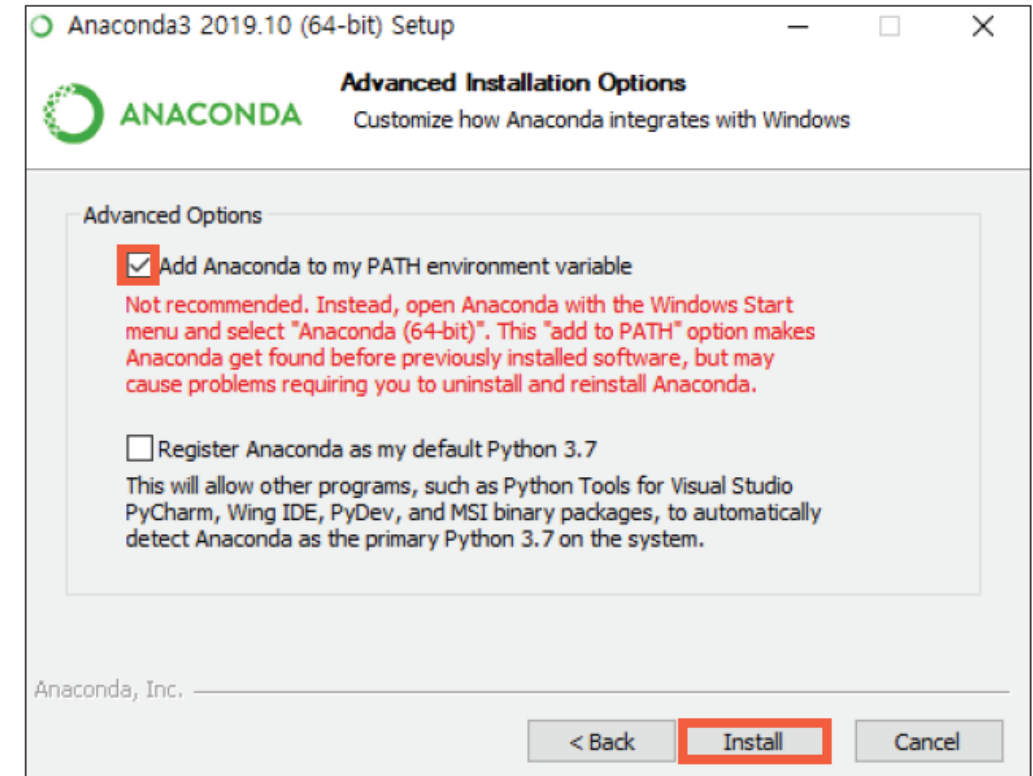 Anaconda3 2019.10 (64-bit) Setup
ANACONDA
Advanced Installation Options
Customize how Anaconda integrates with Windows
Advanced Options
Add Anaconda to my PATH environment variable
Not recommended. Instead, open Anaconda with the Windows Start
menu and select "Anaconda (64-bit)". This "add to PATH" option makes
Anaconda get found before previously installed software, but may
cause problems requiring you to uninstall and reinstall Anaconda.
Register Anaconda as my default Python 3.7
This will allow other programs, such as Python Tools for Visual Studio
PyCharm, Wing IDE, PyDev, and MSI binary packages, to automatically
detect Anaconda as the primary Python 3.7 on the system.
Anaconda, Inc.
< Back Install Cancel